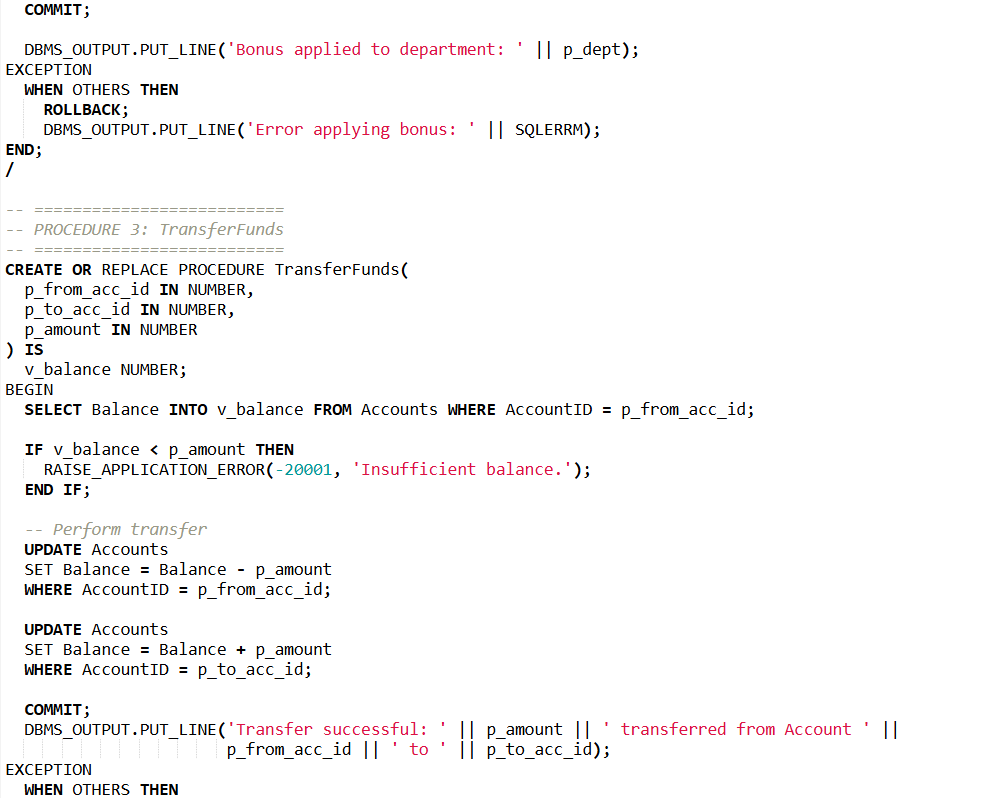 COMMIT;

  DBMS_OUTPUT.PUT_LINE('Bonus applied to department: ' || p_dept);
EXCEPTION
  WHEN OTHERS THEN
    ROLLBACK;
    DBMS_OUTPUT.PUT_LINE('Error applying bonus: ' || SQLERRM);
END;
/

-- ==========================
-- PROCEDURE 3: TransferFunds
-- ==========================
CREATE OR REPLACE PROCEDURE TransferFunds(
  p_from_acc_id IN NUMBER,
  p_to_acc_id IN NUMBER,
  p_amount IN NUMBER
) IS
  v_balance NUMBER;
BEGIN
  SELECT Balance INTO v_balance FROM Accounts WHERE AccountID = p_from_acc_id;

  IF v_balance < p_amount THEN
    RAISE_APPLICATION_ERROR(-20001, 'Insufficient balance.');
  END IF;

  -- Perform transfer
  UPDATE Accounts
  SET Balance = Balance - p_amount
  WHERE AccountID = p_from_acc_id;

  UPDATE Accounts
  SET Balance = Balance + p_amount
  WHERE AccountID = p_to_acc_id;

  COMMIT;
  DBMS_OUTPUT.PUT_LINE('Transfer successful: ' || p_amount || ' transferred from Account ' ||
                       p_from_acc_id || ' to ' || p_to_acc_id);
EXCEPTION
  WHEN OTHERS THEN